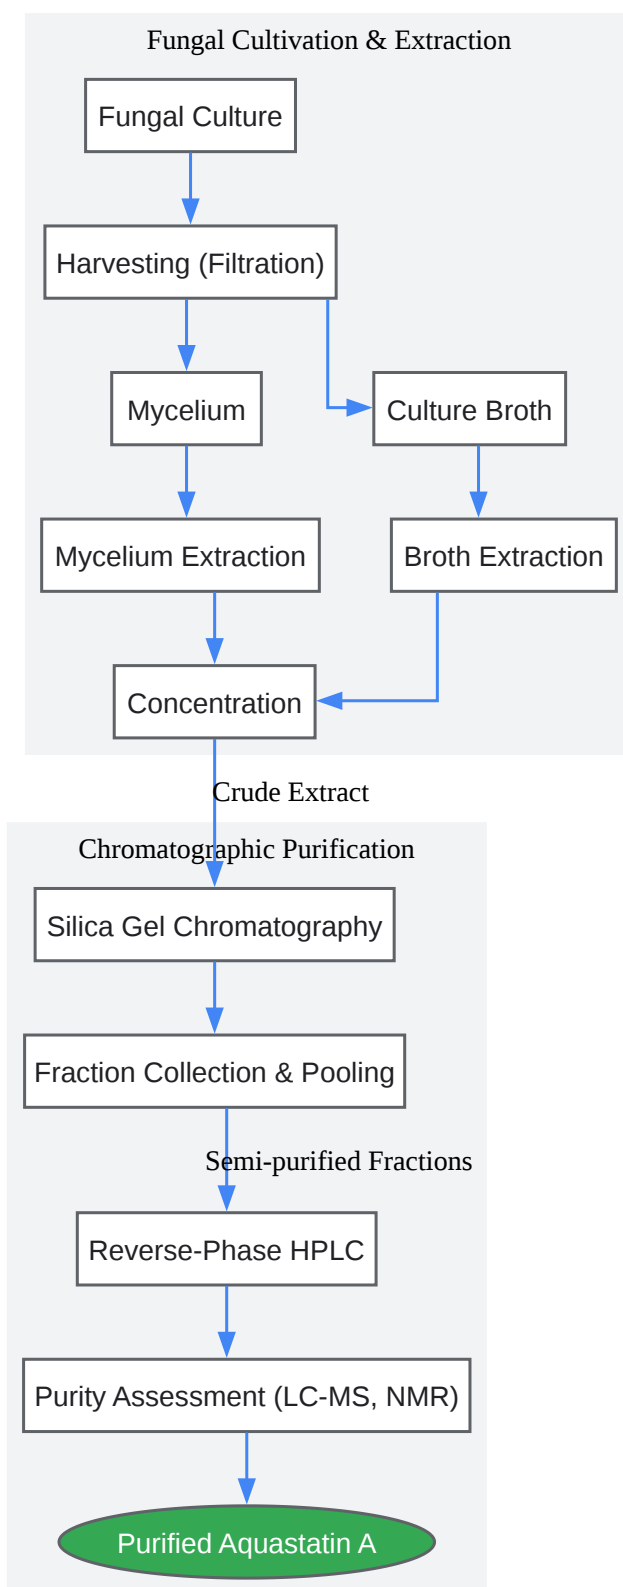 Fungal Cultivation & Extraction
Fungal Culture
Harvesting (Filtration)
Mycelium
Culture Broth
Mycelium Extraction
Broth Extraction
Concentration
Crude Extract
Chromatographic Purification
Silica Gel Chromatography
Fraction Collection & Pooling
Semi-purified Fractions
Reverse-Phase HPLC
Purity Assessment (LC-MS, NMR)
Purified Aquastatin A